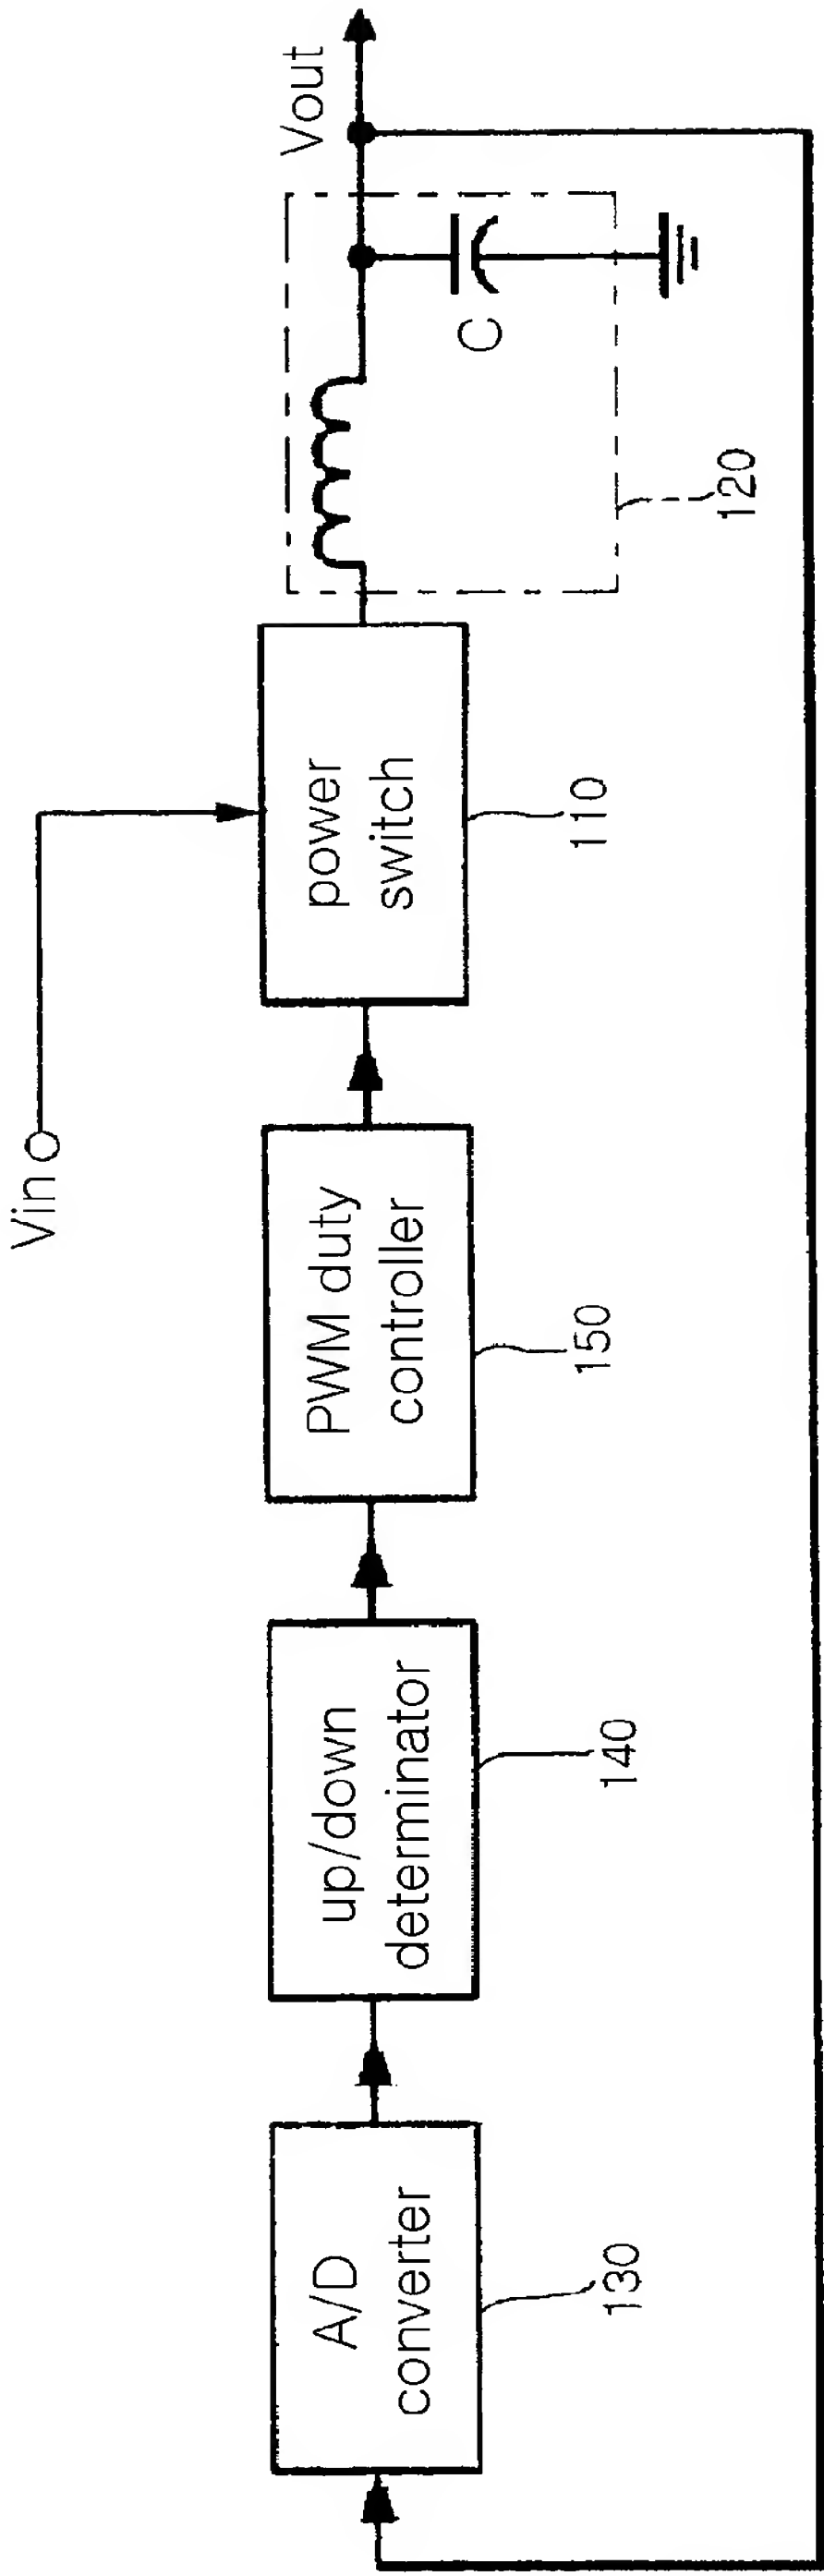 Vin
Vout
A/D
converter
130
up/down
determinator
140
PWM duty
controller
150
power
switch
110
C
120